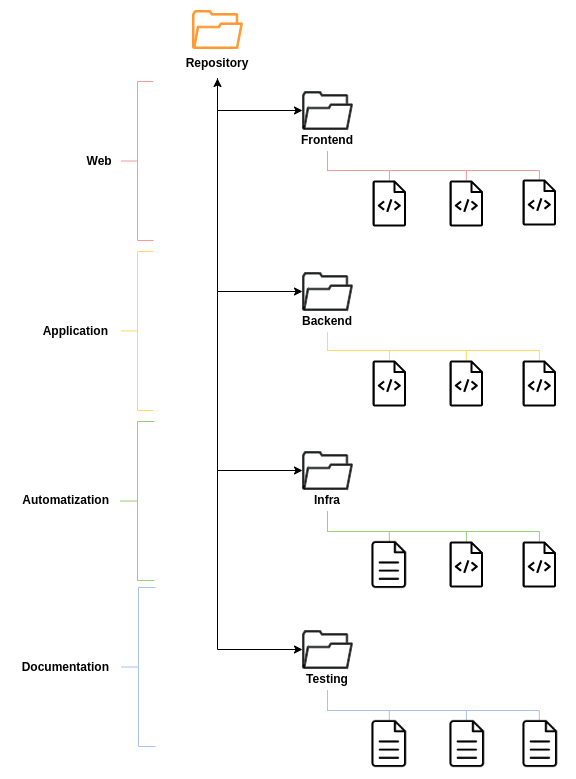 Repository
Web
Frontend
</>
</>
</>
Application
Backend
</>
</>
</>
Automatization
Infra
</>
</>
Documentation
Testing